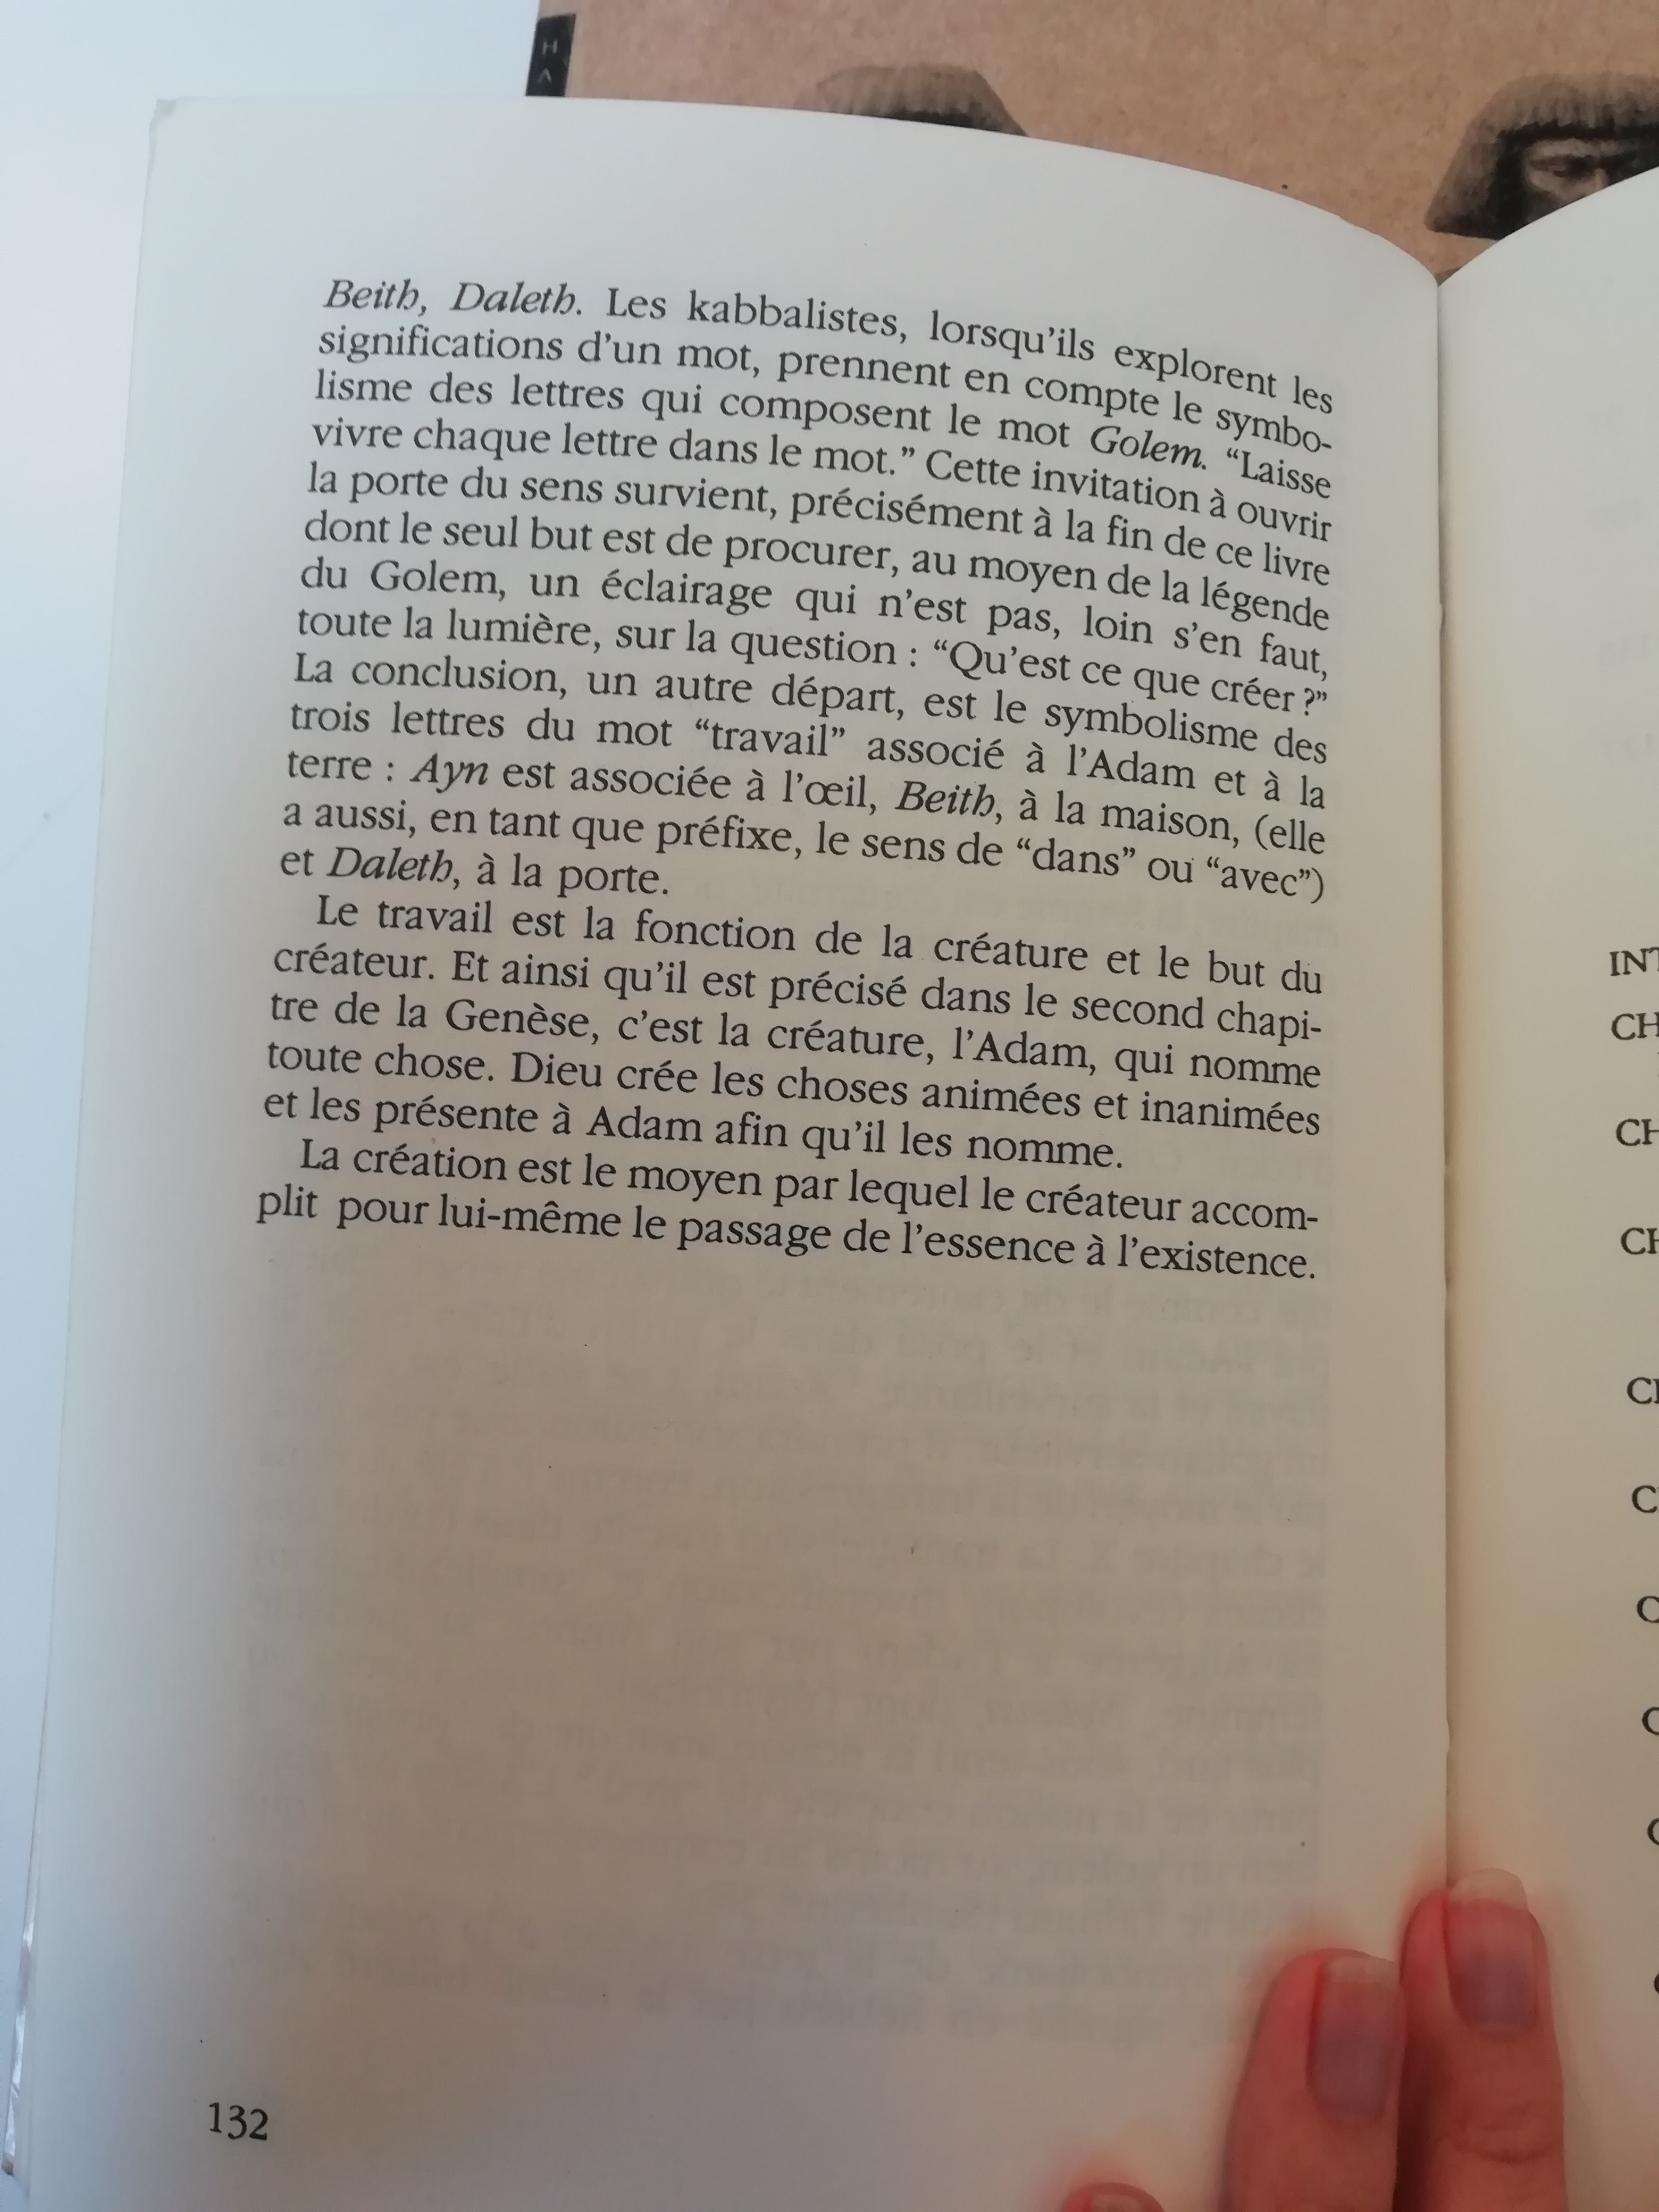 H
Λ
Beith, Daleth. Les kabbalistes, lorsqu'ils explorent les
significations d'un mot, prennent en compte le symbo-
lisme des lettres qui composent le mot Golem. “Laisse
vivre chaque lettre dans le mot.” Cette invitation à ouvrir
la porte du sens survient, précisément à la fin de ce livre
dont le seul but est de procurer, au moyen de la légende
du Golem, un éclairage qui n'est pas, loin s'en faut,
toute la lumière, sur la question : “Qu'est ce que créer ?”
La conclusion, un autre départ, est le symbolisme des
trois lettres du mot “travail” associé à l'Adam et à la
terre : Ayn est associée à l'œil, Beith, à la maison, (elle
a aussi, en tant que préfixe, le sens de “dans” ou “avec”)
et Daleth, à la porte.
Le travail est la fonction de la créature et le but du
créateur. Et ainsi qu'il est précisé dans le second chapi-
tre de la Genèse, c'est la créature, l'Adam, qui nomme
toute chose. Dieu crée les choses animées et inanimées
et les présente à Adam afin qu'il les nomme.
La création est le moyen par lequel le créateur accom-
plit pour lui-même le passage de l'essence à l'existence.
132
INT
CH
CH
CH